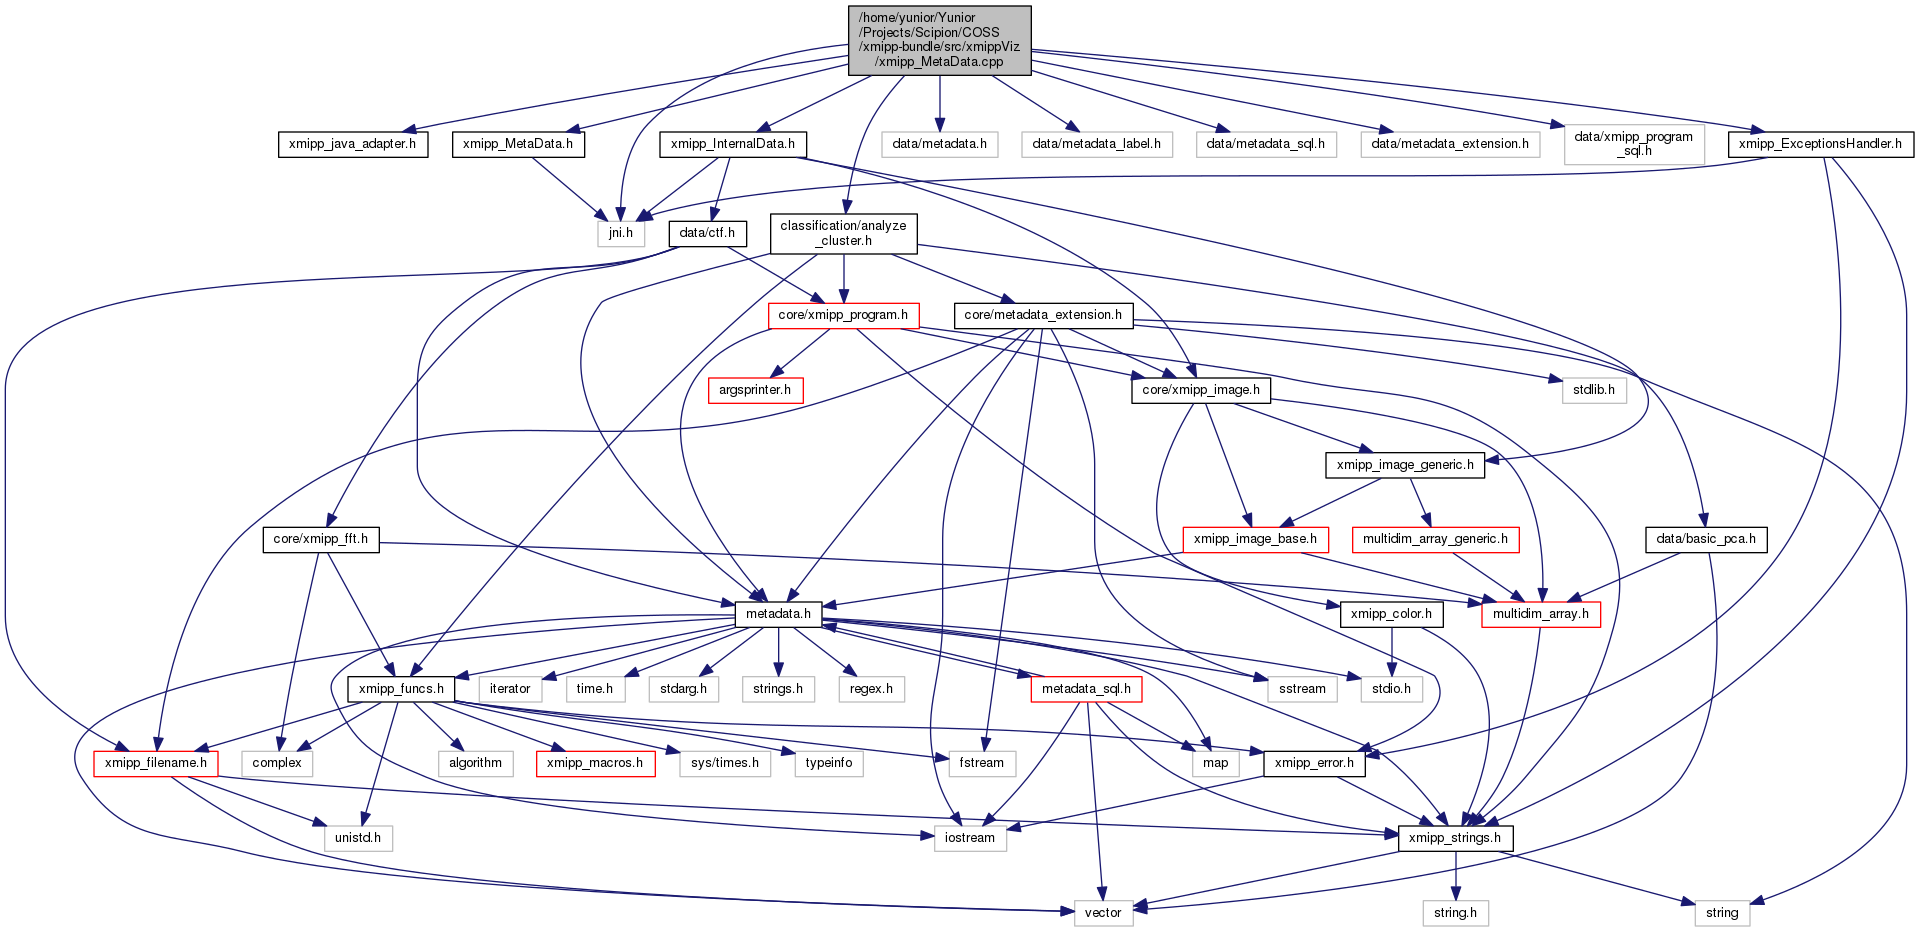 /home/yunior/Yunior
/Projects/Scipion/COSS
/xmipp-bundle/src/xmippViz
/xmipp_MetaData.cpp
xmipp_java_adapter.h
xmipp_MetaData.h
xmipp_InternalData.h
data/metadata.h
data/metadata_label.h
data/metadata_sql.h
data/metadata_extension.h
data/xmipp_program
_sql.h
xmipp_ExceptionsHandler.h
jni.h
data/ctf.h
classification/analyze
_cluster.h
core/xmipp_program.h
core/metadata_extension.h
argsprinter.h
core/xmipp_image.h
stdlib.h
xmipp_image_generic.h
core/xmipp_fft.h
xmipp_image_base.h
multidim_array_generic.h
data/basic_pca.h
metadata.h
xmipp_color.h
multidim_array.h
xmipp_funcs.h
iterator
time.h
stdarg.h
strings.h
regex.h
metadata_sql.h
sstream
stdio.h
xmipp_filename.h
complex
algorithm
xmipp_macros.h
sys/times.h
typeinfo
fstream
map
xmipp_error.h
unistd.h
iostream
xmipp_strings.h
vector
string.h
string